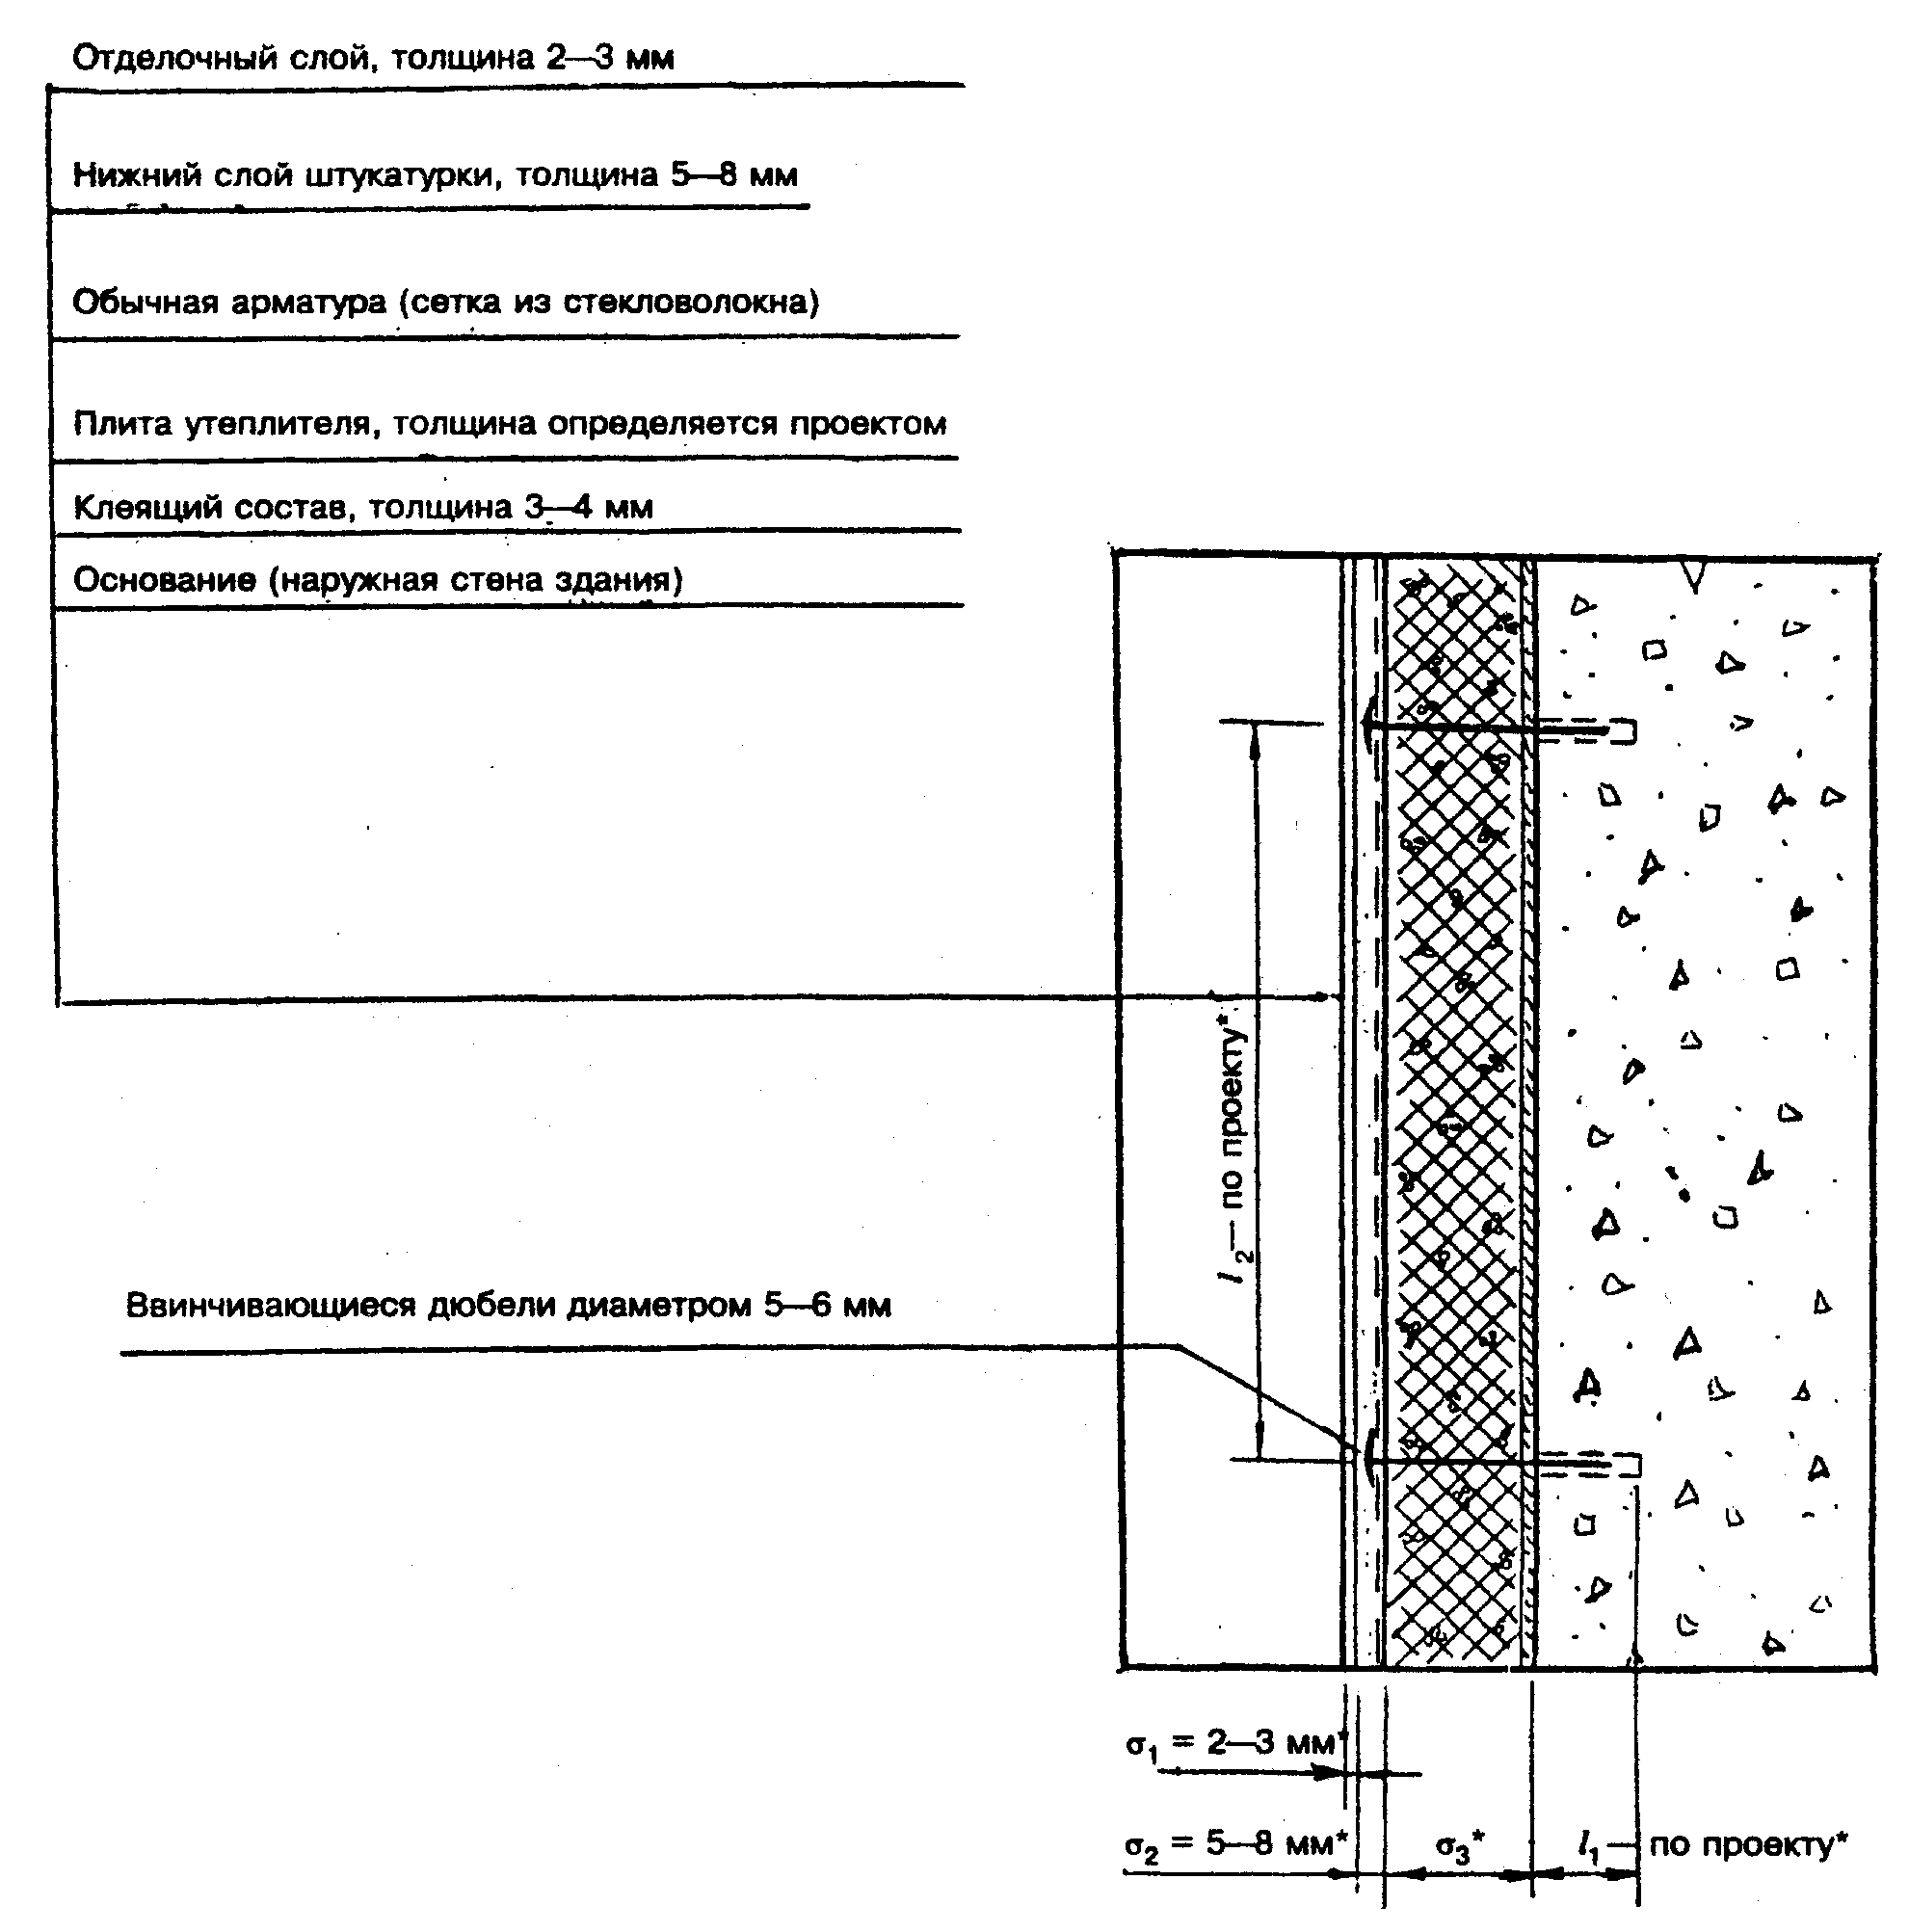 Отделочный слой, толщина 2—3 мм
Нижний слой штукатурки, толщина 5—8 мм
Обычная арматура (сетка из стекловолокна)
Плита утеплителя, толщина определяется проектом
Клеящий состав, толщина 3—4 мм
Основание (наружная стена здания)
l₂ — по проекту*
Ввинчивающиеся дюбели диаметром 5—6 мм
σ₁ = 2—3 мм*
σ₂ = 5—8 мм*
σ₃*
l₁ — по проекту*